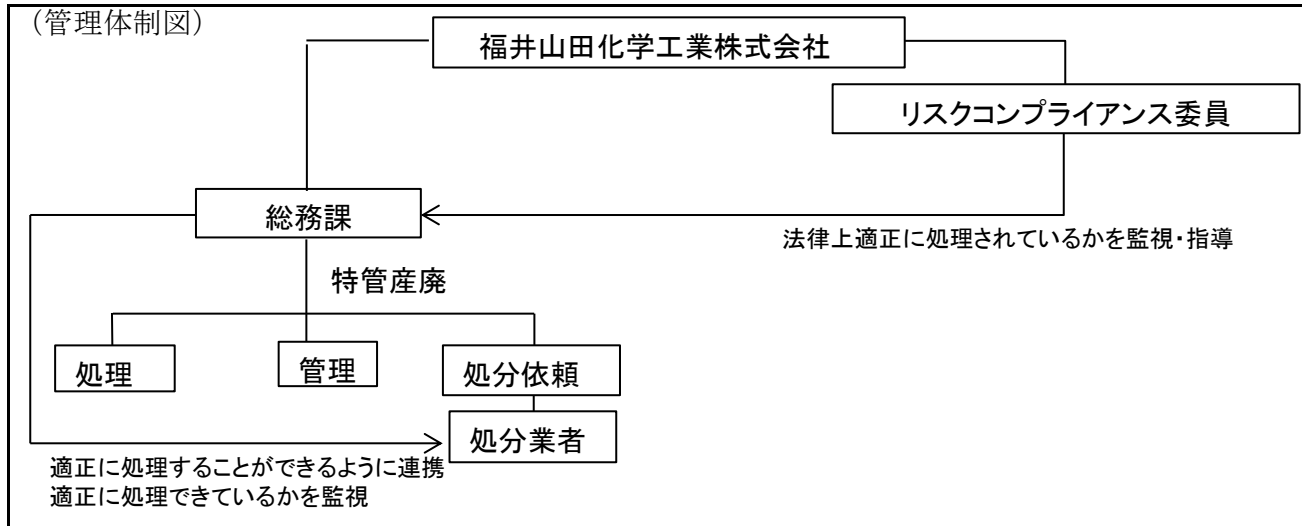 （管理体制図）
福井山田化学工業株式会社
リスクコンプライアンス委員
総務課
法律上適正に処理されているかを監視・指導
特管産廃
処理
管理
処分依頼
処分業者
適正に処理することができるように連携
適正に処理できているかを監視